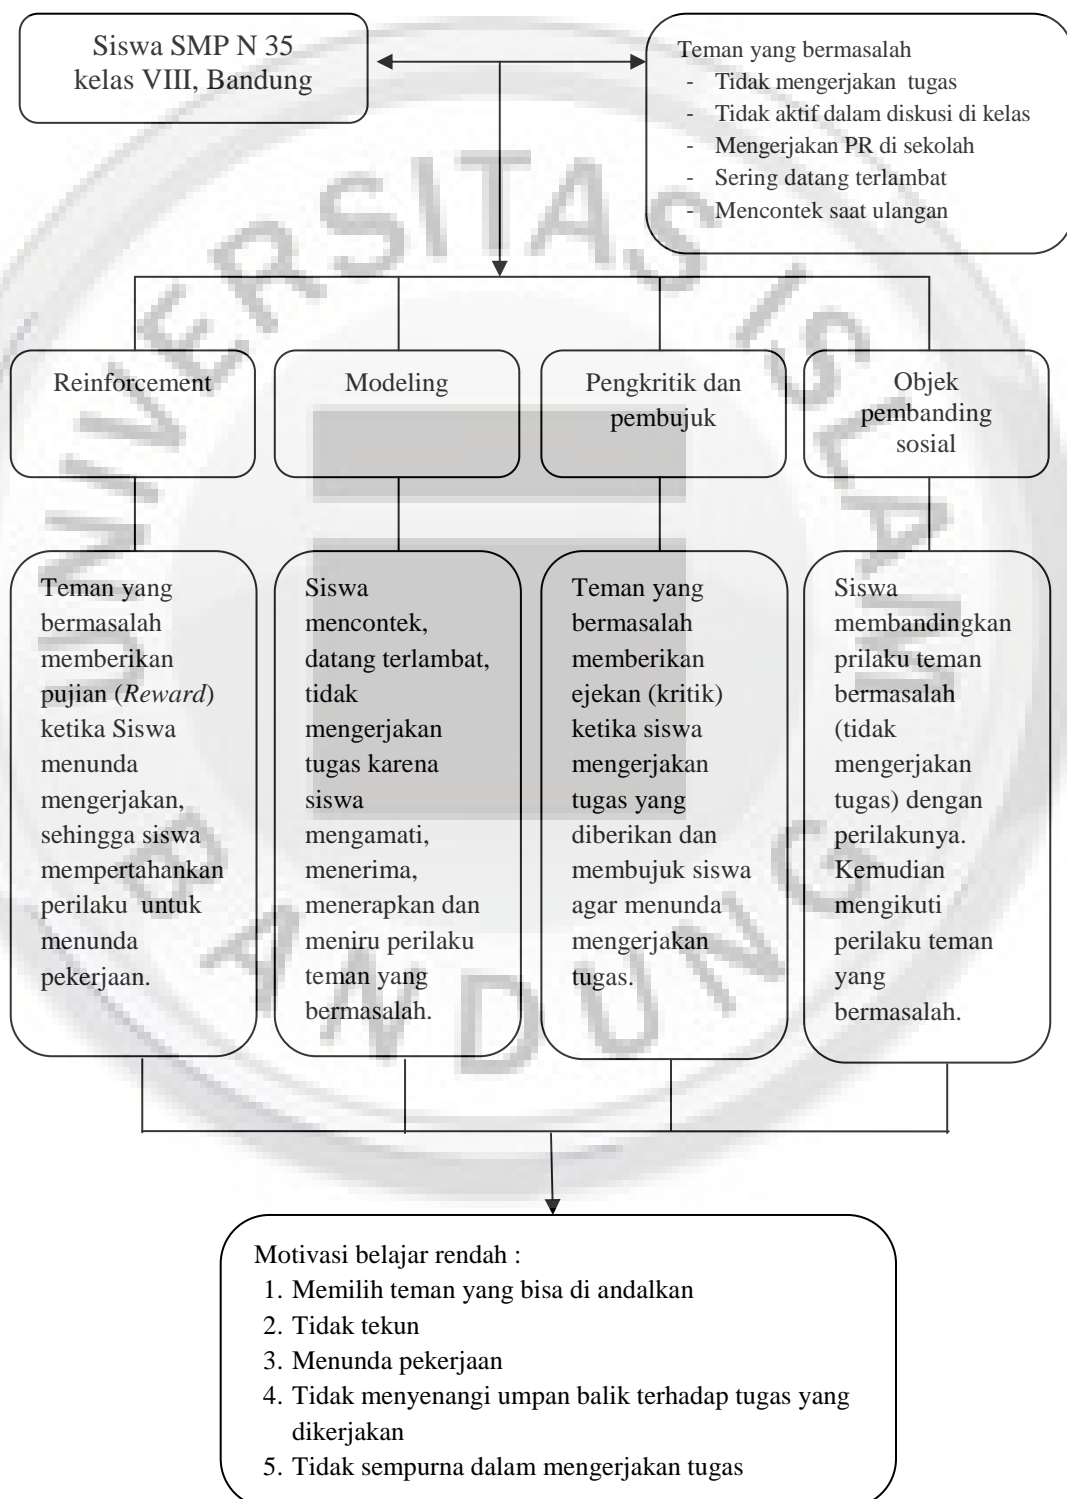 Siswa SMP N 35
kelas VIII, Bandung
Teman yang bermasalah
- Tidak mengerjakan tugas
- Tidak aktif dalam diskusi di kelas
- Mengerjakan PR di sekolah
- Sering datang terlambat
- Mencontek saat ulangan
Reinforcement
Modeling
Pengkritik dan
pembujuk
Objek
pembanding
sosial
Teman yang
bermasalah
memberikan
pujian (Reward)
ketika Siswa
menunda
mengerjakan,
sehingga siswa
mempertahankan
perilaku untuk
menunda
pekerjaan.
Siswa
mencontek,
datang terlambat,
tidak
mengerjakan
tugas karena
siswa
mengamati,
menerima,
menerapkan dan
meniru perilaku
teman yang
bermasalah.
Teman yang
bermasalah
memberikan
ejekan (kritik)
ketika siswa
mengerjakan
tugas yang
diberikan dan
membujuk siswa
agar menunda
mengerjakan
tugas.
Siswa
membandingkan
prilaku teman
bermasalah
(tidak
mengerjakan
tugas) dengan
perilakunya.
Kemudian
mengikuti
perilaku teman
yang
bermasalah.
Motivasi belajar rendah :
1. Memilih teman yang bisa di andalkan
2. Tidak tekun
3. Menunda pekerjaan
4. Tidak menyenangi umpan balik terhadap tugas yang
dikerjakan
5. Tidak sempurna dalam mengerjakan tugas
UNIVERSITAS ISLAM
BANDUNG